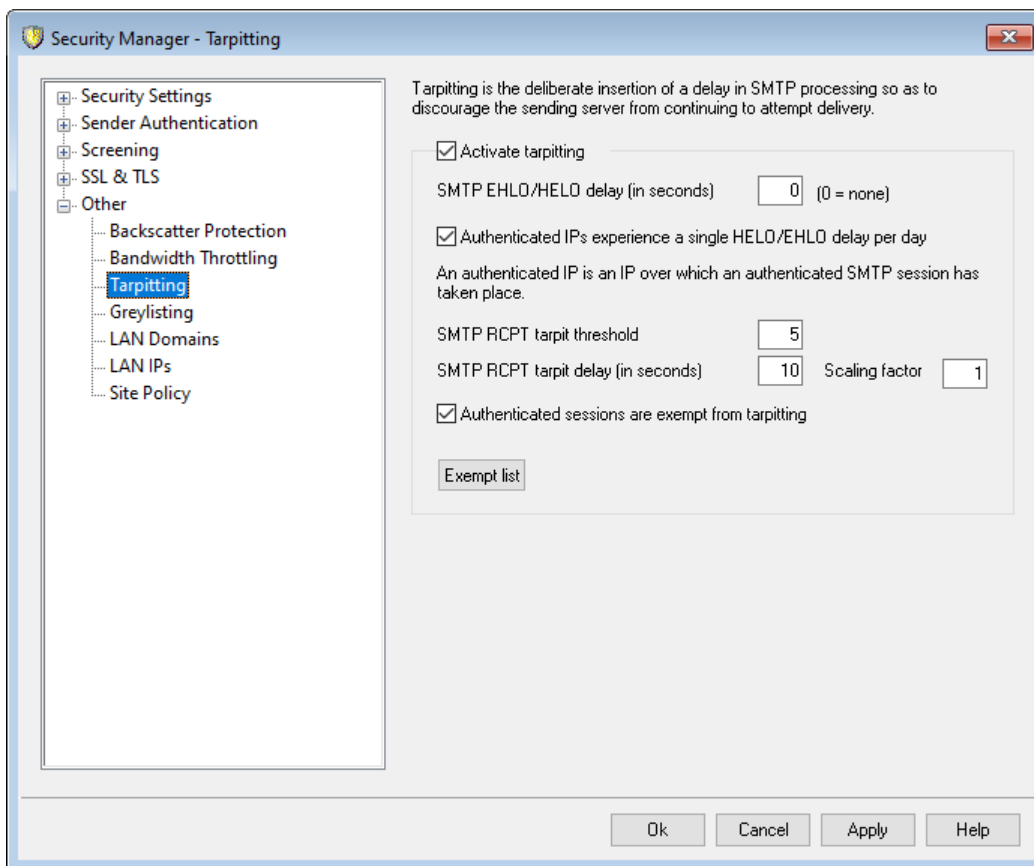 Security Manager - Tarpitting
Security Settings
Sender Authentication
Screening
SSL & TLS
Other
Backscatter Protection
Bandwidth Throttling
Tarpitting
Greylisting
LAN Domains
LAN IPs
Site Policy
Tarpitting is the deliberate insertion of a delay in SMTP processing so as to
discourage the sending server from continuing to attempt delivery.
Activate tarpitting
SMTP EHLO/HELO delay (in seconds) 0 (0 = none)
Authenticated IPs experience a single HELO/EHLO delay per day
An authenticated IP is an IP over which an authenticated SMTP session has
taken place.
SMTP RCPT tarpit threshold 5
SMTP RCPT tarpit delay (in seconds) 10 Scaling factor 1
Authenticated sessions are exempt from tarpitting
Exempt list
Ok Cancel Apply Help